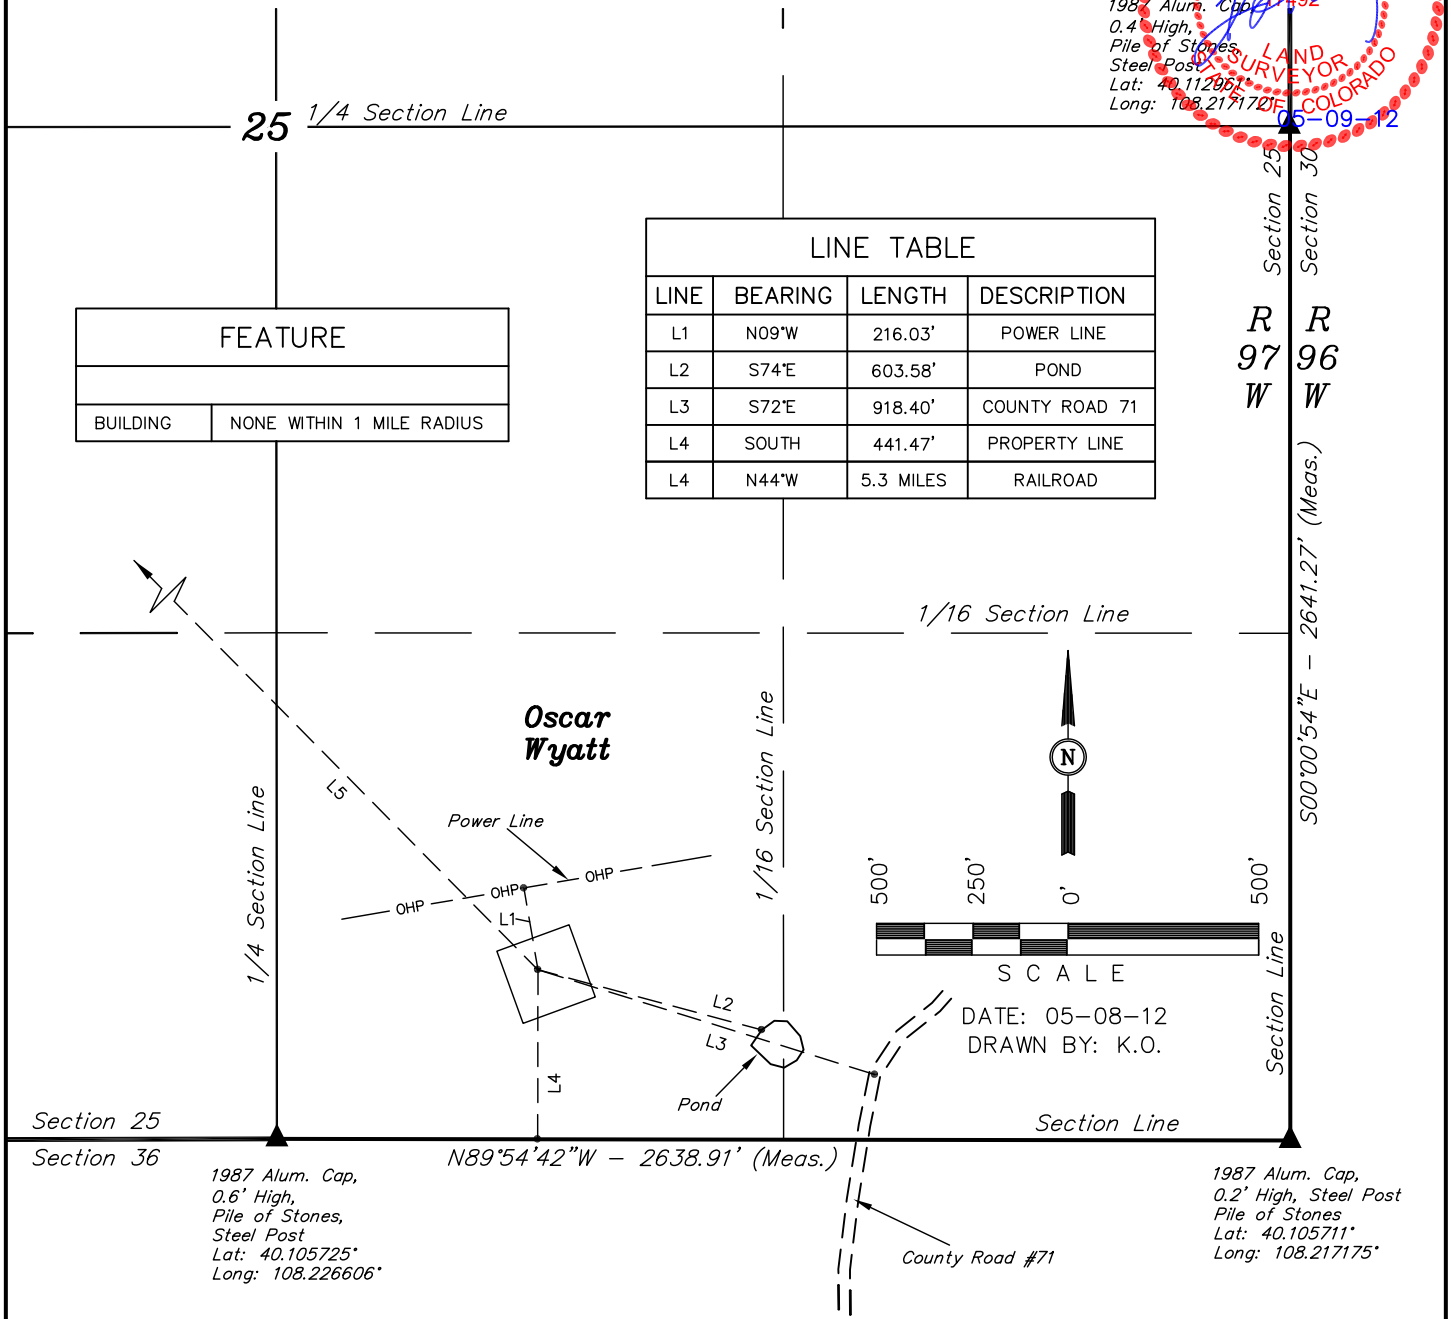 1987 Alum. Cap,
0.4' High,
Pile of Stones,
Steel Post
Lat: 40.112961°
Long: 108.217172°
17492
LAND
SURVEYOR
STATE OF COLORADO
05-09-12
25
1/4 Section Line
Section 25
Section 30
R
97
W
R
96
W
LINE TABLE
LINE BEARING LENGTH DESCRIPTION
L1 N09°W 216.03' POWER LINE
L2 S74°E 603.58' POND
L3 S72°E 918.40' COUNTY ROAD 71
L4 SOUTH 441.47' PROPERTY LINE
L4 N44°W 5.3 MILES RAILROAD
FEATURE
BUILDING NONE WITHIN 1 MILE RADIUS
S00°00'54"E - 2641.27' (Meas.)
1/16 Section Line
Oscar
Wyatt
1/16 Section Line
N
L5
1/4 Section Line
Power Line
OHP
OHP
OHP
L1
L2
L3
L4
Pond
500'
250'
0'
500'
SCALE
DATE: 05-08-12
DRAWN BY: K.O.
Section Line
Section Line
Section 25
Section 36
N89°54'42"W - 2638.91' (Meas.)
1987 Alum. Cap,
0.6' High,
Pile of Stones,
Steel Post
Lat: 40.105725°
Long: 108.226606°
County Road #71
1987 Alum. Cap,
0.2' High, Steel Post
Pile of Stones
Lat: 40.105711°
Long: 108.217175°